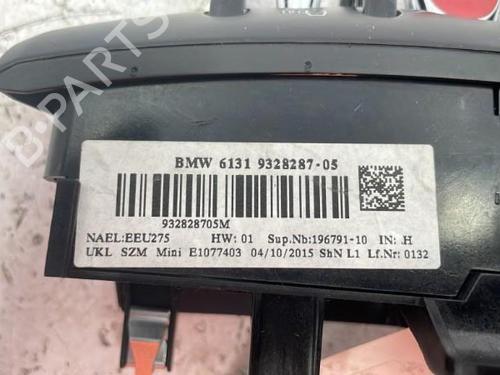 B-PARTS
BMW 6131 9328287-05
932828705M
NAEL:EEU275 HW: 01 Sup.Nb:196791-10 IN: .H
UKL SZM Mini E1077403 04/10/2015 ShN L1 Lf.Nr: 0132